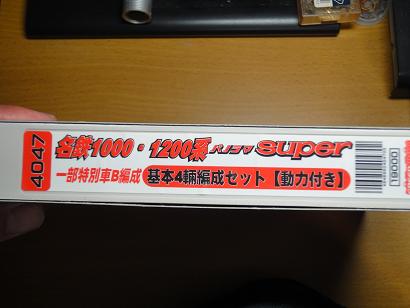 4047
名鉄1000・1200系パノラマsuper
一部特別車B編成 基本4輛編成セット【動力付き】